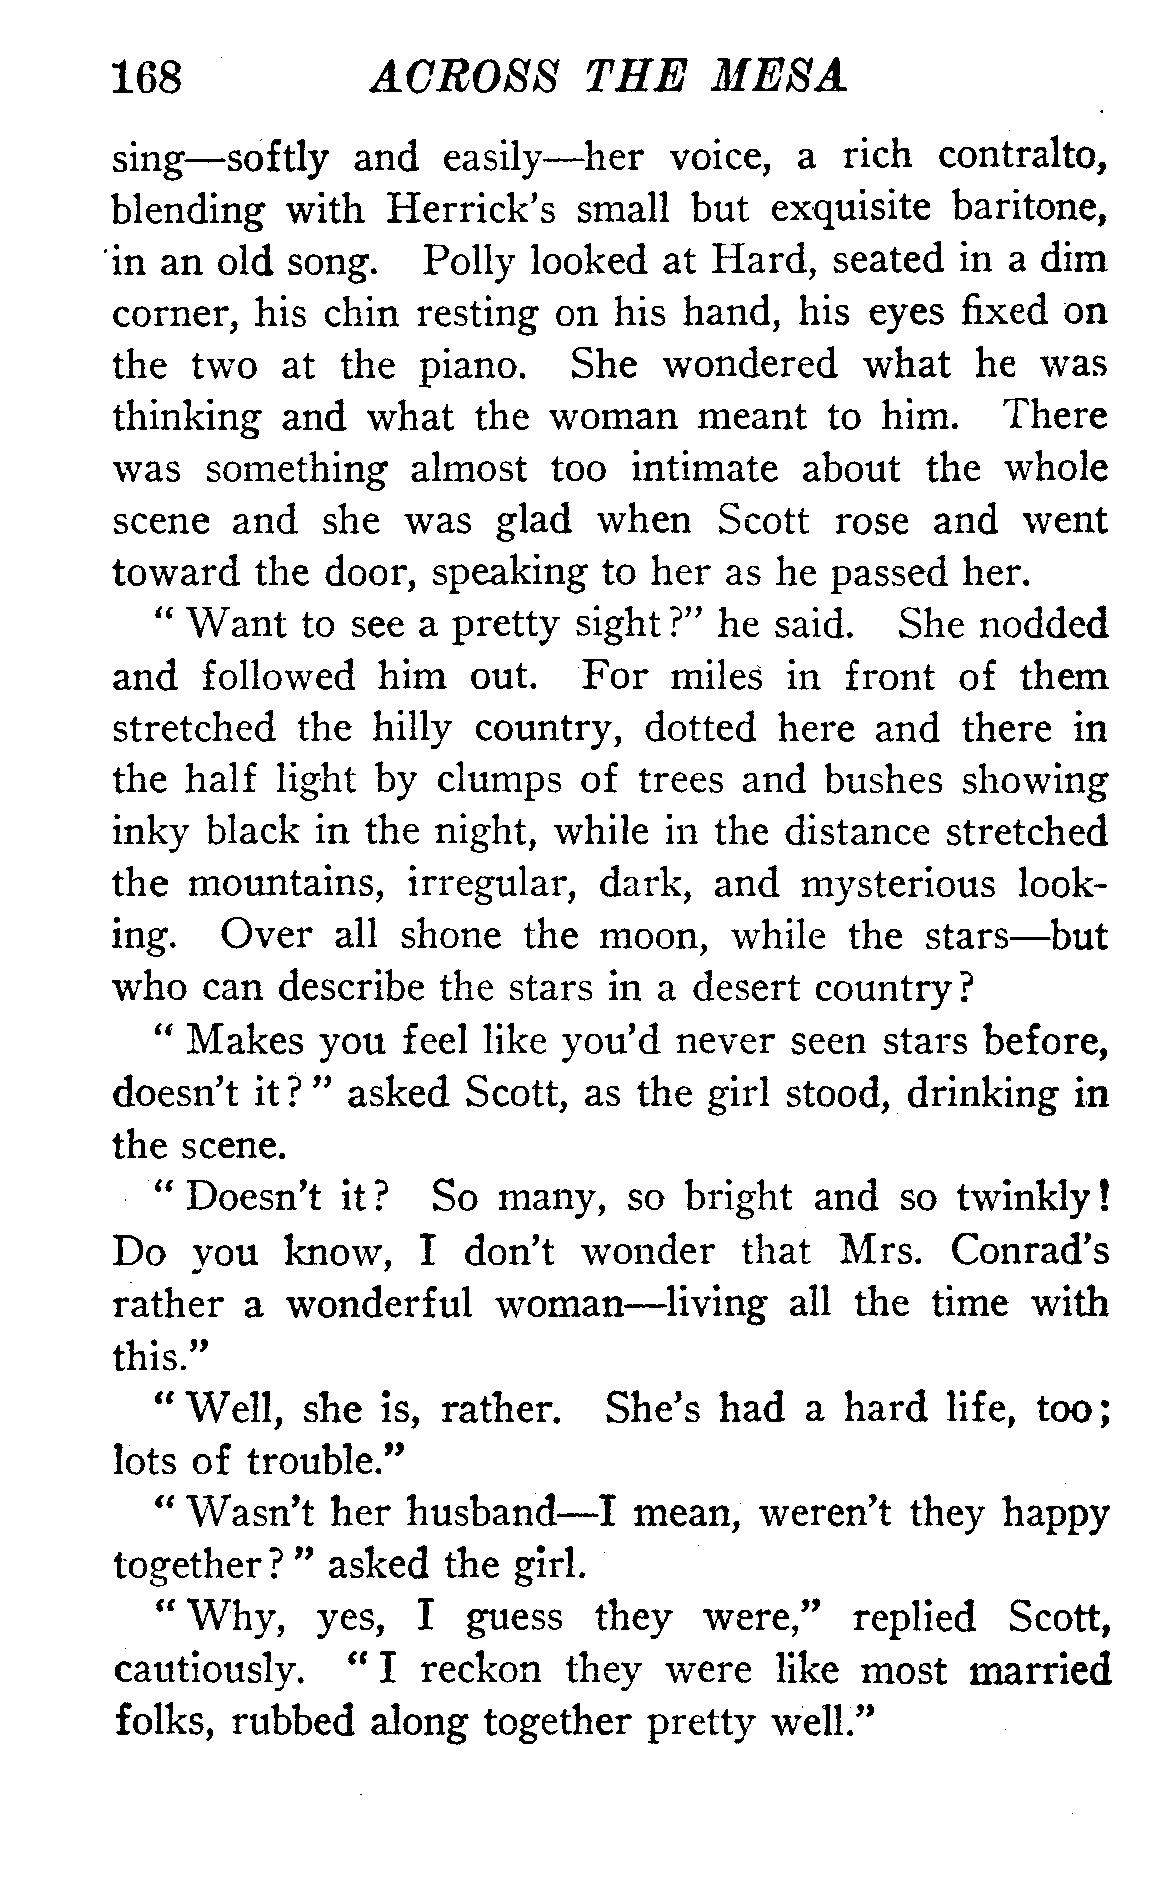 168 ACROSS THE MESA
sing—softly and easily—her voice, a rich contralto,
blending with Herrick's small but exquisite baritone,
in an old song. Polly looked at Hard, seated in a dim
corner, his chin resting on his hand, his eyes fixed on
the two at the piano. She wondered what he was
thinking and what the woman meant to him. There
was something almost too intimate about the whole
scene and she was glad when Scott rose and went
toward the door, speaking to her as he passed her.
" Want to see a pretty sight?" he said. She nodded
and followed him out. For miles in front of them
stretched the hilly country, dotted here and there in
the half light by clumps of trees and bushes showing
inky black in the night, while in the distance stretched
the mountains, irregular, dark, and mysterious look-
ing. Over all shone the moon, while the stars—but
who can describe the stars in a desert country?
" Makes you feel like you'd never seen stars before,
doesn't it? " asked Scott, as the girl stood, drinking in
the scene.
" Doesn't it? So many, so bright and so twinkly!
Do you know, I don't wonder that Mrs. Conrad's
rather a wonderful woman—living all the time with
this."
" Well, she is, rather. She's had a hard life, too;
lots of trouble."
" Wasn't her husband—I mean, weren't they happy
together? " asked the girl.
" Why, yes, I guess they were," replied Scott,
cautiously. " I reckon they were like most married
folks, rubbed along together pretty well."